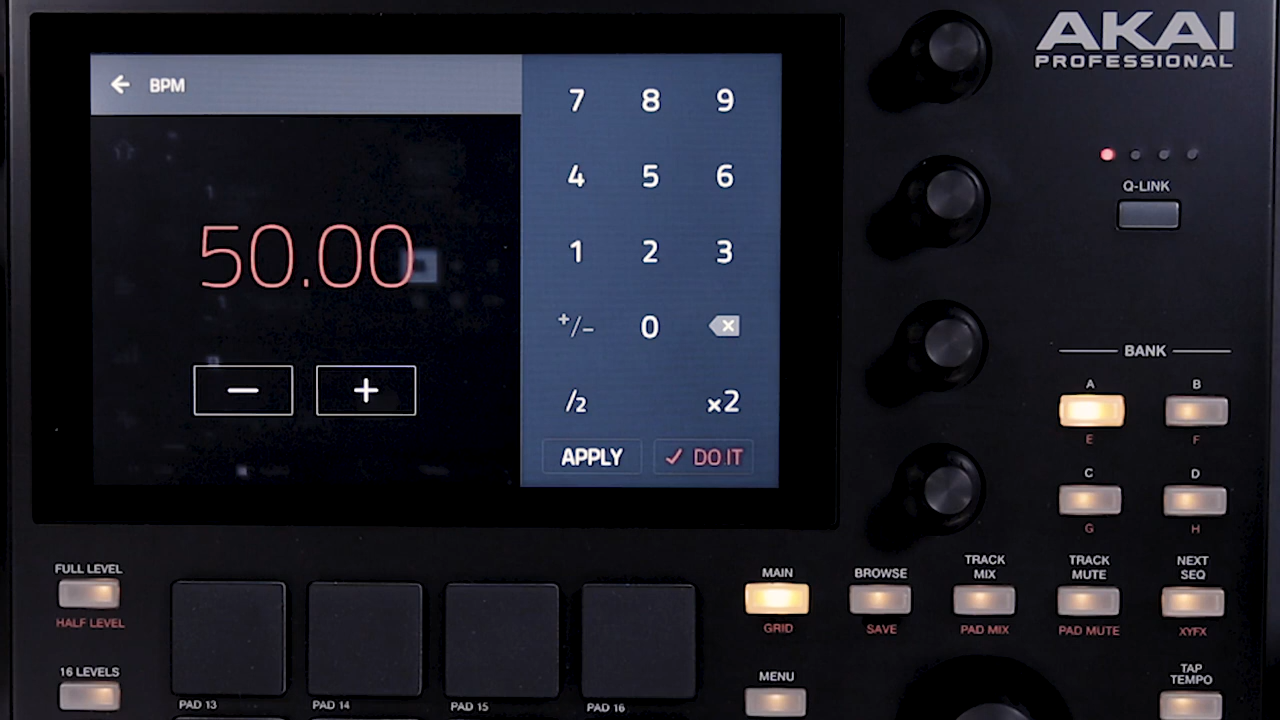 AKAI
PROFESSIONAL
← BPM
7 8 9
4 5 6
50.00
1 2 3
+/- 0
− +
/2 x2
APPLY ✓ DO IT
Q-LINK
BANK
A B
E F
C D
G H
FULL LEVEL
HALF LEVEL
16 LEVELS
PAD 13 PAD 14 PAD 15 PAD 16
MAIN
GRID
BROWSE
SAVE
TRACK
MIX
PAD MIX
TRACK
MUTE
PAD MUTE
NEXT
SEQ
XYFX
MENU
TAP
TEMPO